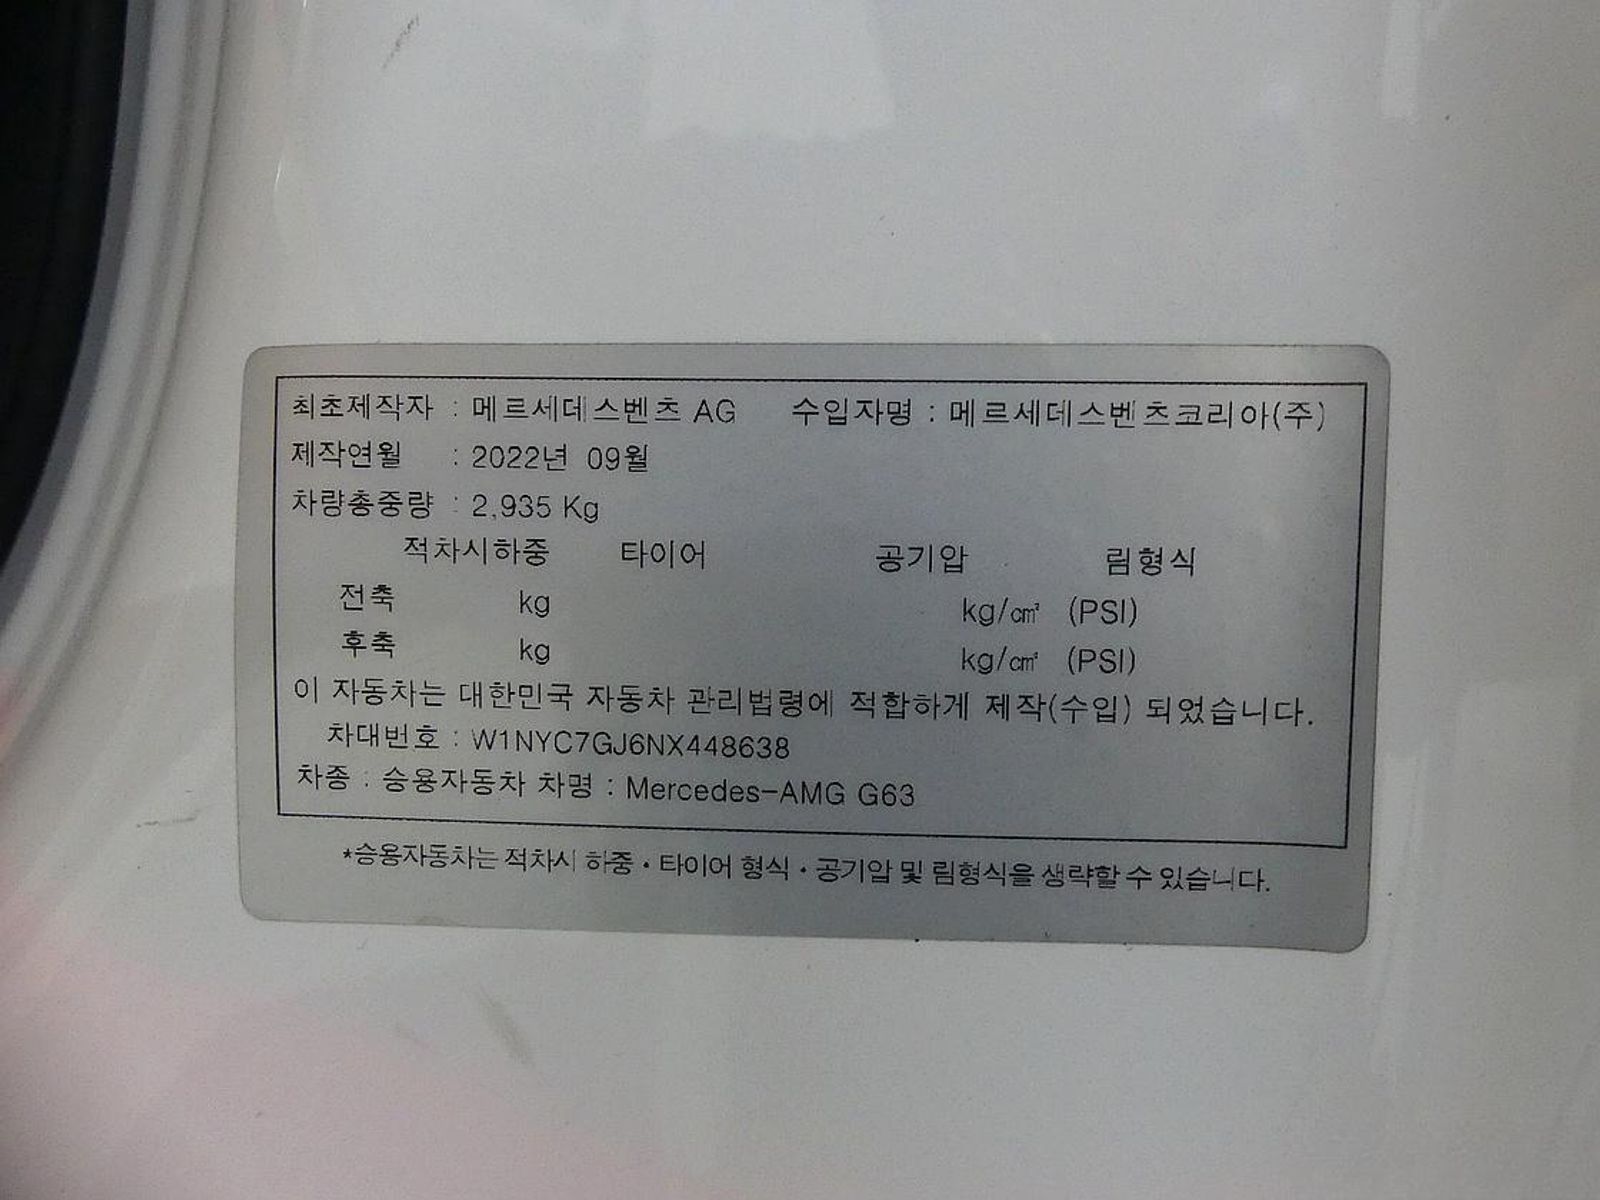 최초제작자 : 메르세데스벤츠 AG 수입자명 : 메르세데스벤츠코리아(주)
제작연월 : 2022년 09월
차량총중량 : 2,935 Kg
적차시하중 타이어 공기압 림형식
전축 kg kg/㎠ (PSI)
후축 kg kg/㎠ (PSI)
이 자동차는 대한민국 자동차 관리법령에 적합하게 제작(수입) 되었습니다.
차대번호 : W1NYC7GJ6NX448638
차종 : 승용자동차 차명 : Mercedes-AMG G63
*승용자동차는 적차시 하중・타이어 형식・공기압 및 림형식을 생략할 수 있습니다.